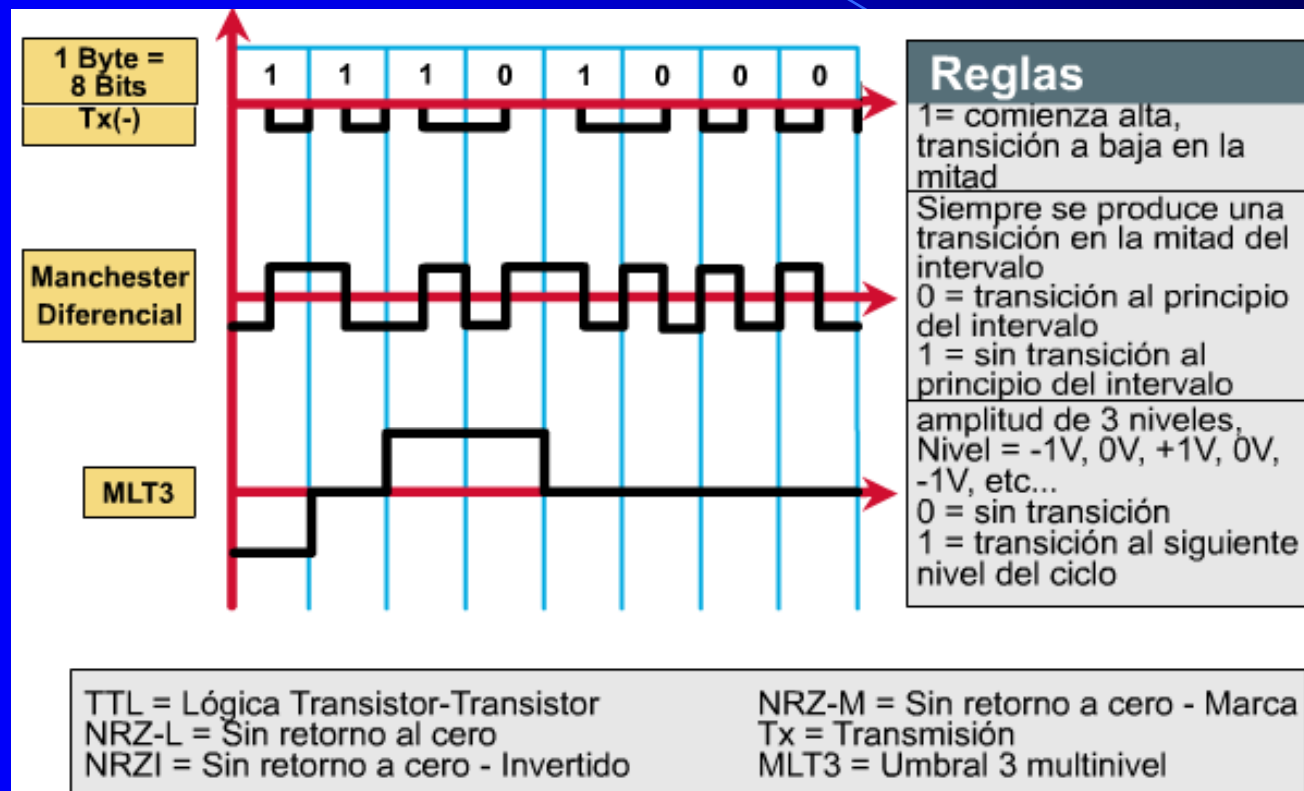 1 Byte =
8 Bits
1 1 1 0 1 0 0 0
Tx(-)
Manchester
Diferencial
MLT3
Reglas
1= comienza alta,
transición a baja en la
mitad
Siempre se produce una
transición en la mitad del
intervalo
0 = transición al principio
del intervalo
1 = sin transición al
principio del intervalo
amplitud de 3 niveles,
Nivel = -1V, 0V, +1V, 0V,
-1V, etc...
0 = sin transición
1 = transición al siguiente
nivel del ciclo
TTL = Lógica Transistor-Transistor
NRZ-L = Sin retorno al cero
NRZI = Sin retorno a cero - Invertido
NRZ-M = Sin retorno a cero - Marca
Tx = Transmisión
MLT3 = Umbral 3 multinivel